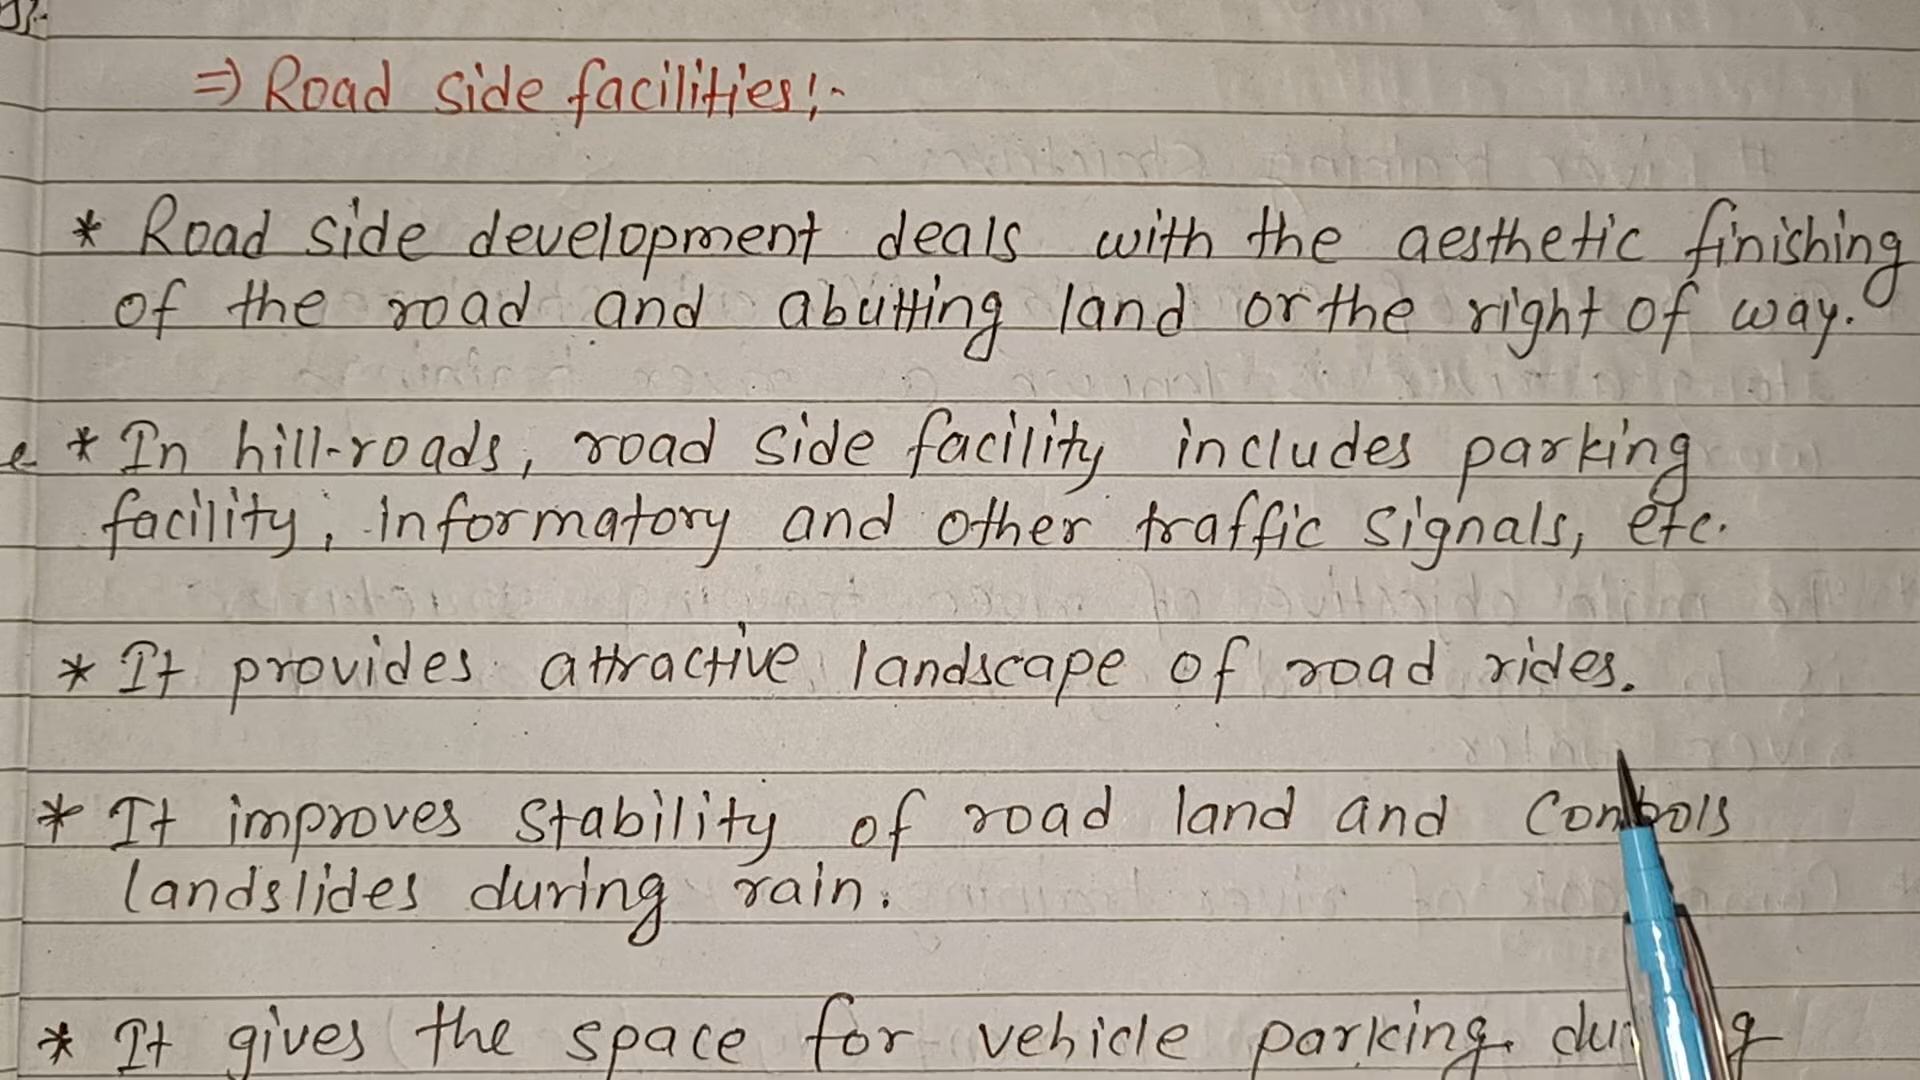 ⇒ Road side facilities:-
* Road side development deals with the aesthetic finishing
of the road and abutting land or the right of way.
* In hill-roads, road side facility includes parking
facility, informatory and other traffic signals, etc.
* It provides attractive landscape of road rides.
* It improves stability of road land and controls
landslides during rain.
* It gives the space for vehicle parking during